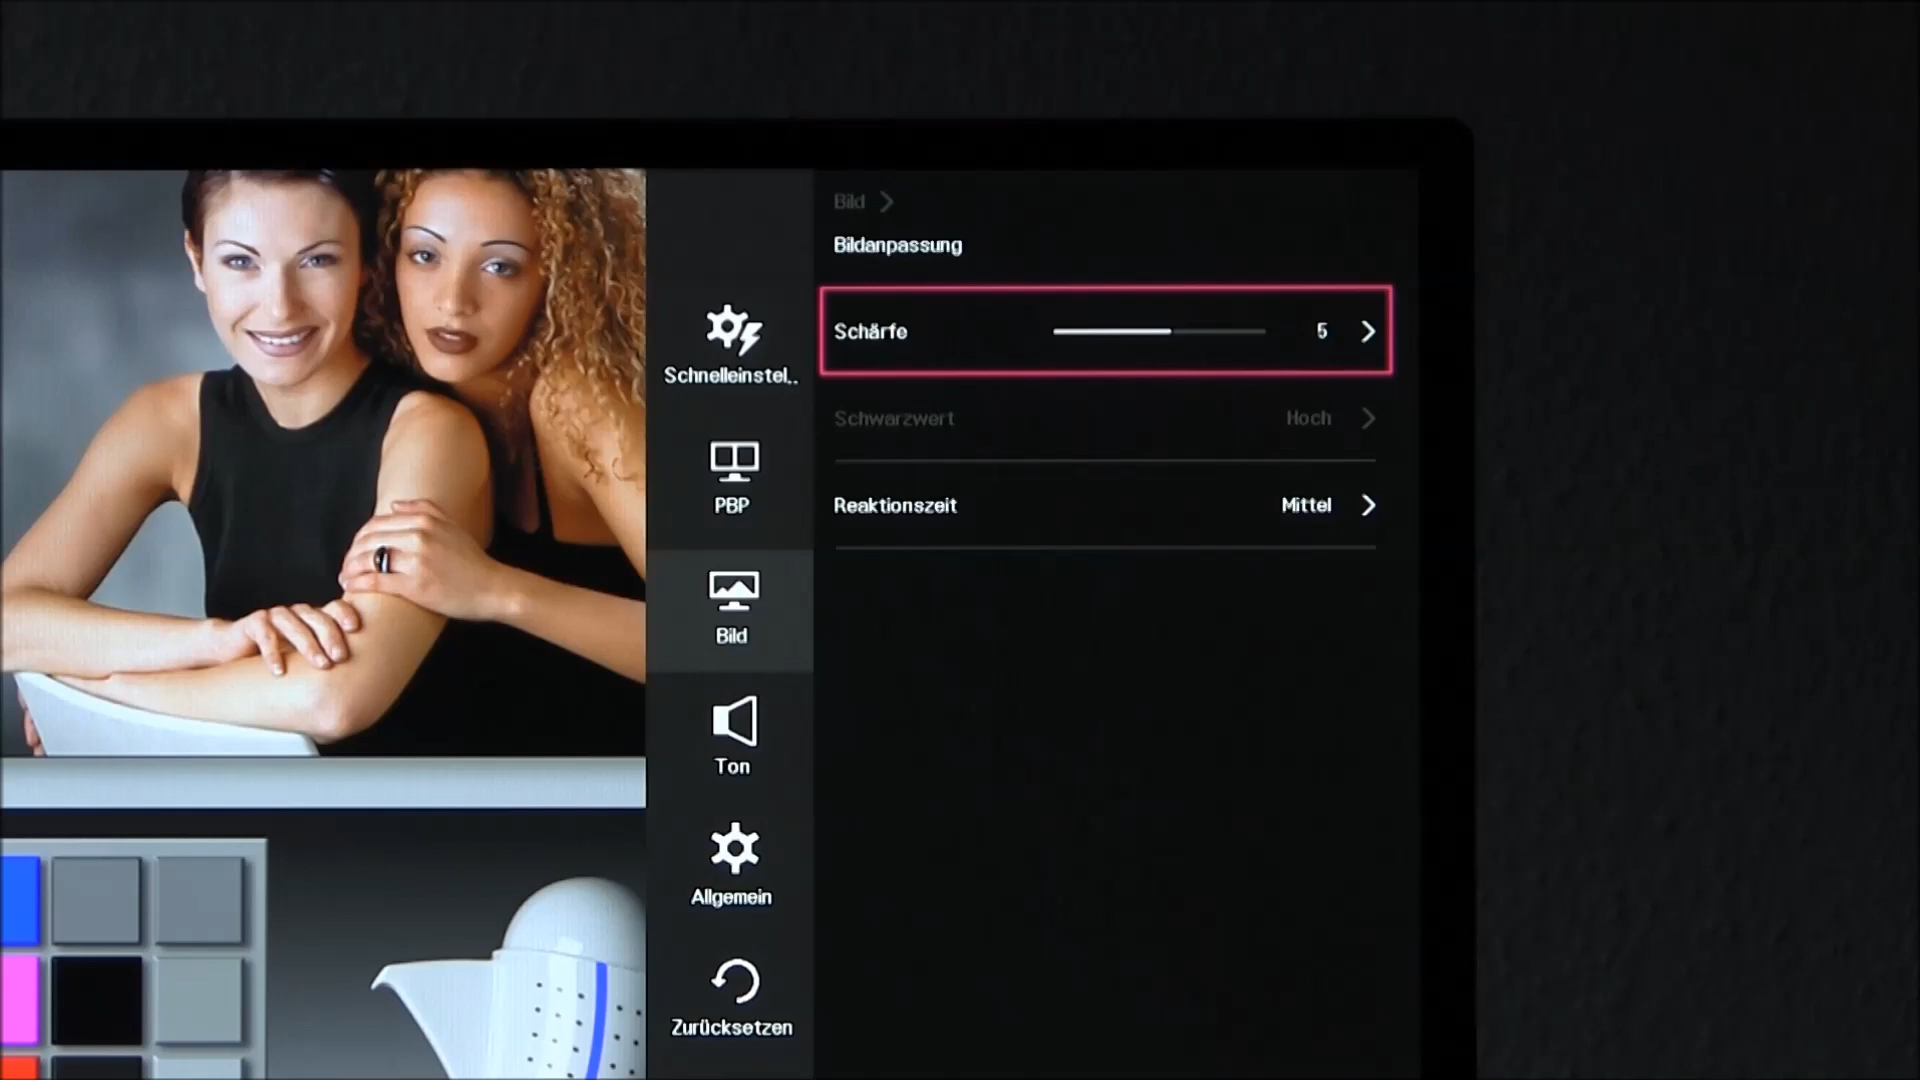 Bild
Bildanpassung
Schärfe 5
Schwarzwert Hoch
Reaktionszeit Mittel
Schnelleinstel..
PBP
Bild
Ton
Allgemein
Zurücksetzen